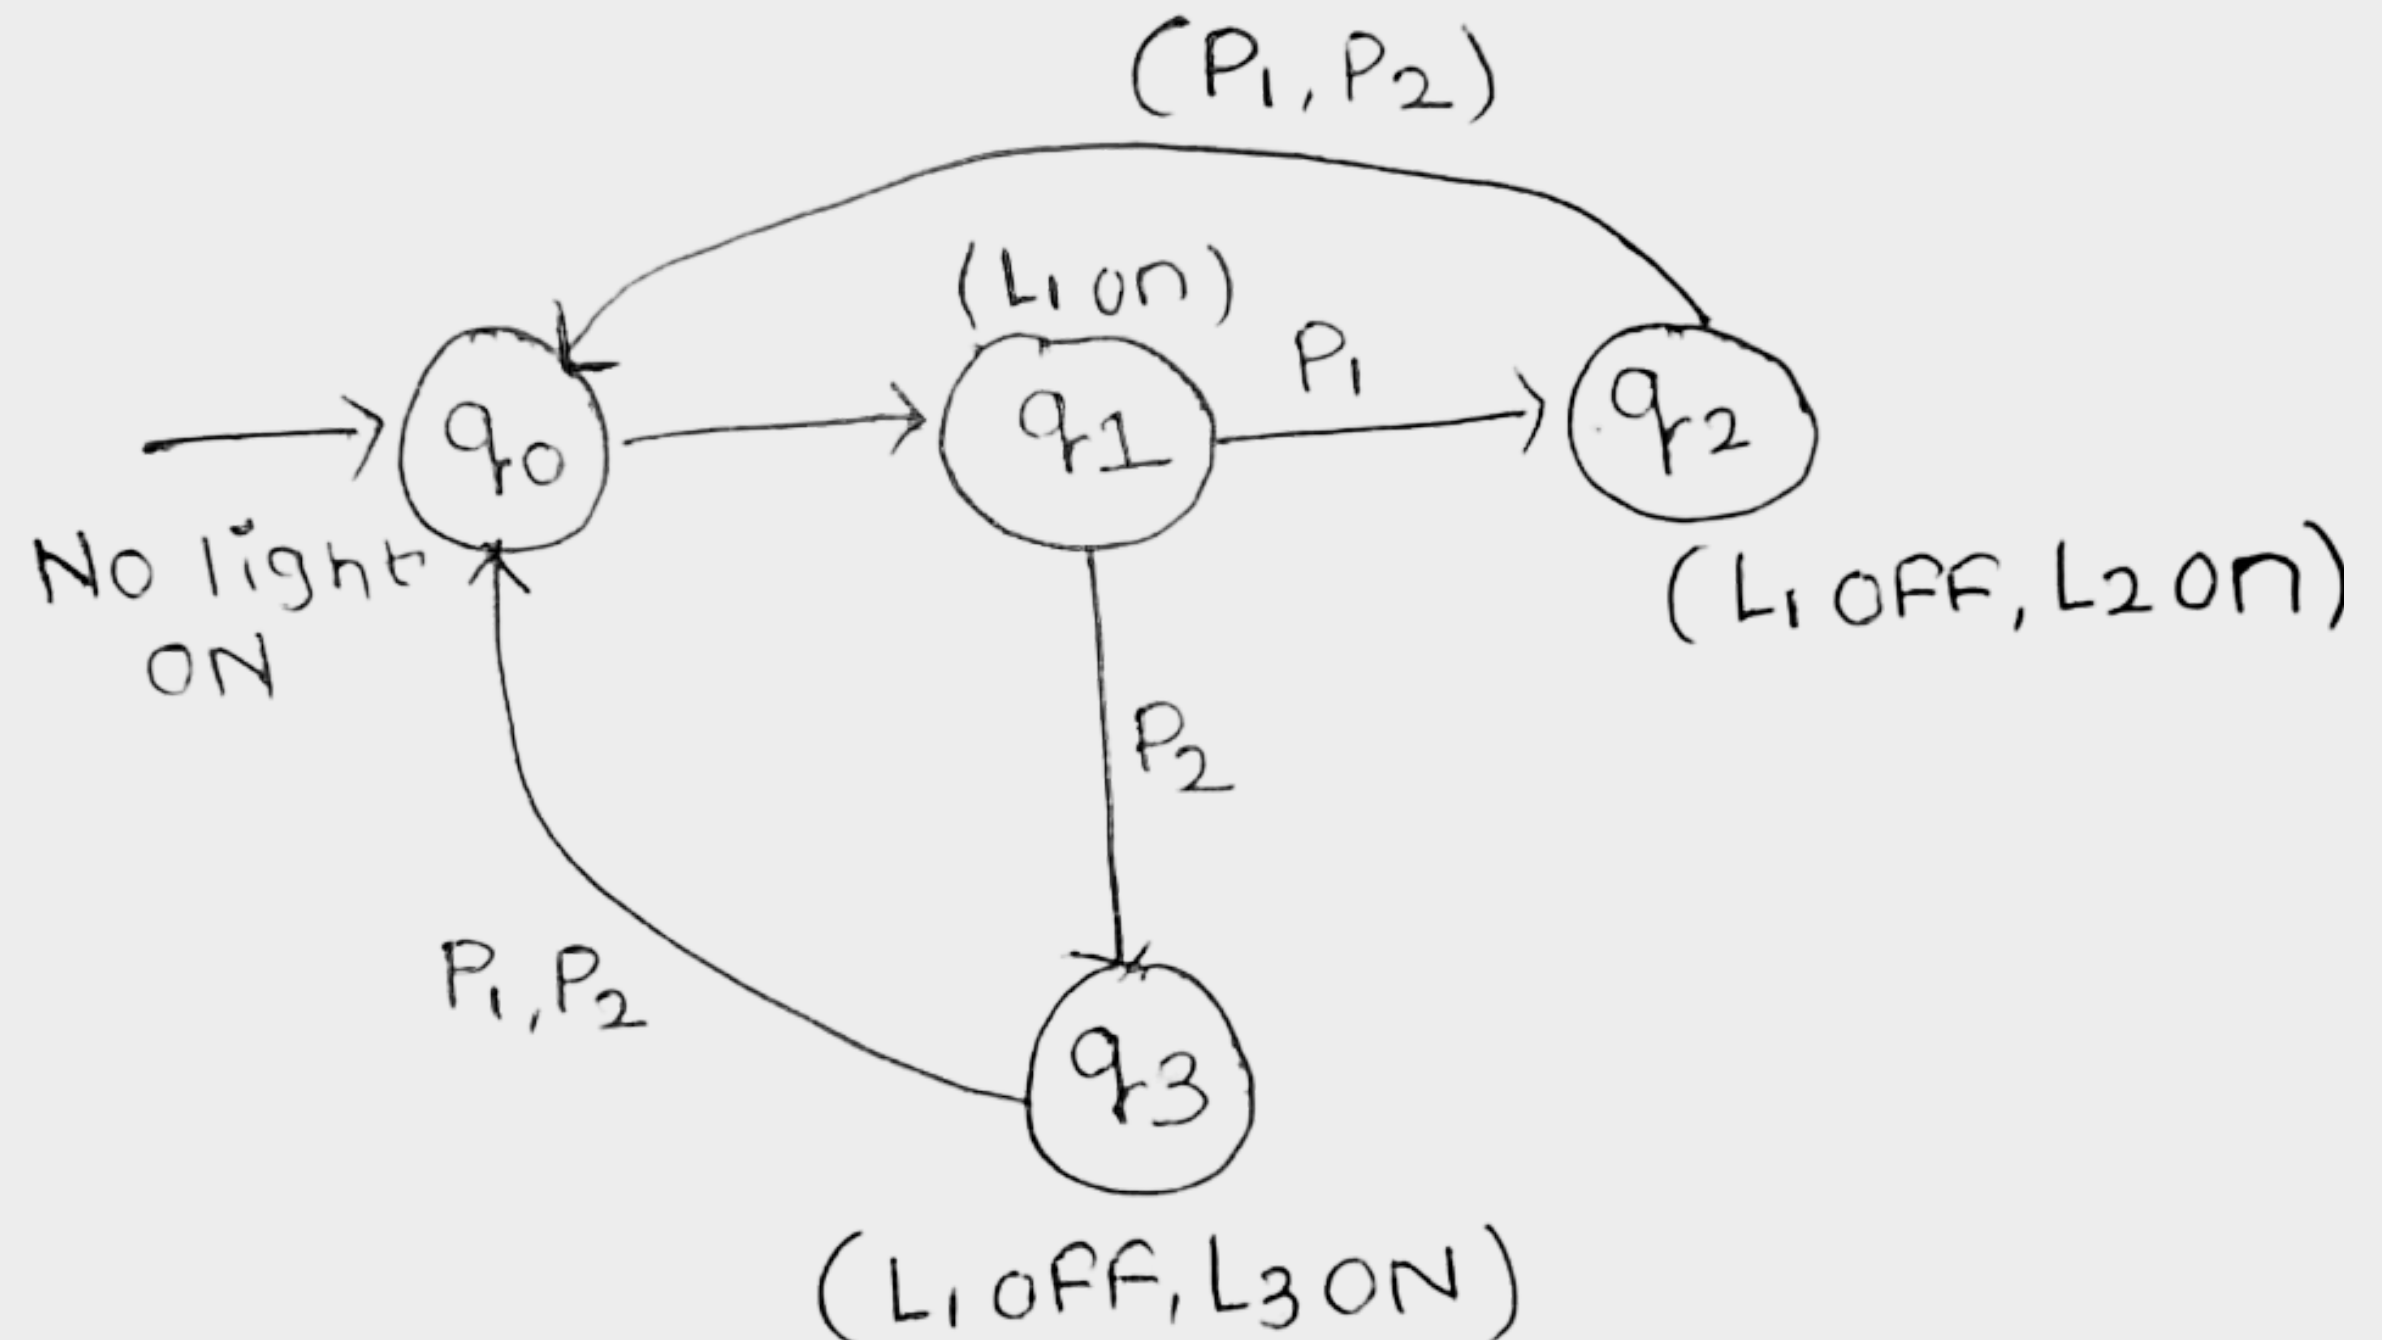 (P1, P2)
(L1 on)
P1
q0
q1
q2
No light
ON
(L1 OFF, L2 on)
P2
P1, P2
q3
(L1 OFF, L3 ON)